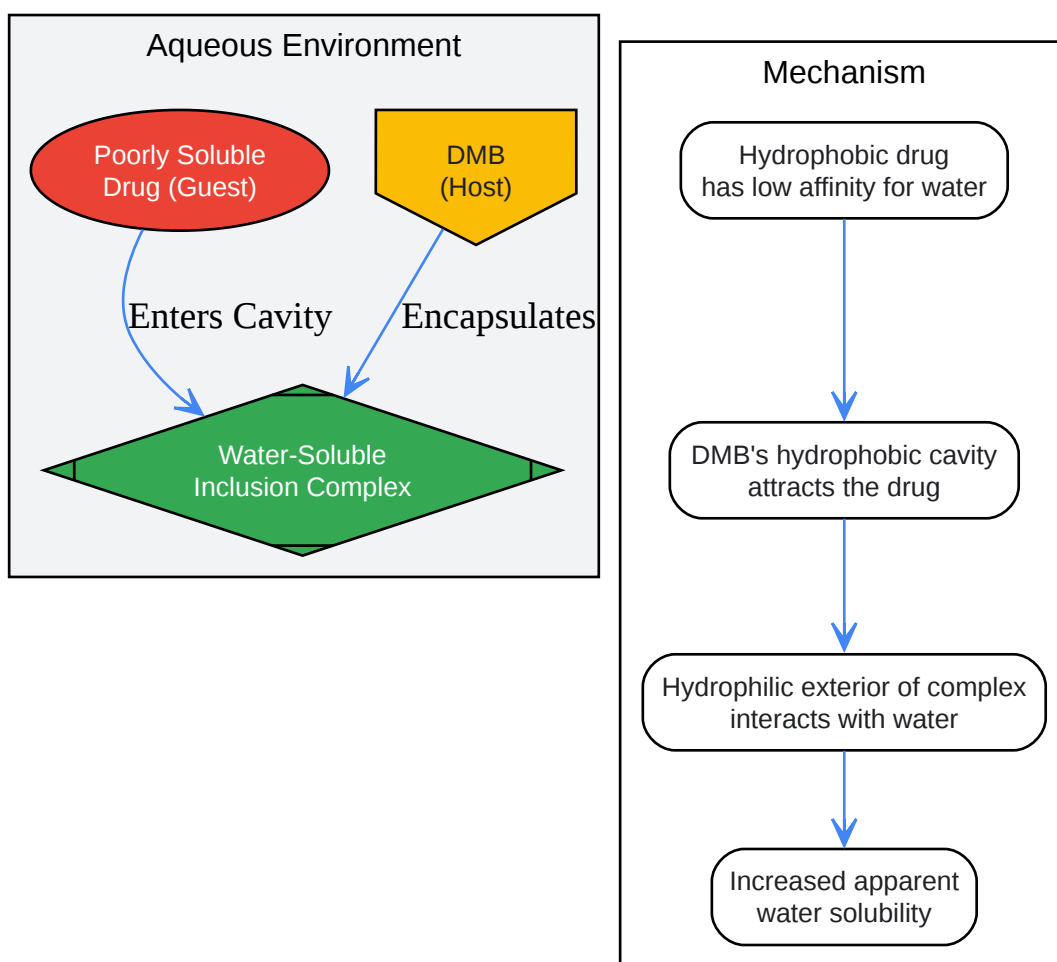 Aqueous Environment
Poorly Soluble
Drug (Guest)
DMB
(Host)
Enters Cavity
Encapsulates
Water-Soluble
Inclusion Complex
Mechanism
Hydrophobic drug
has low affinity for water
DMB's hydrophobic cavity
attracts the drug
Hydrophilic exterior of complex
interacts with water
Increased apparent
water solubility